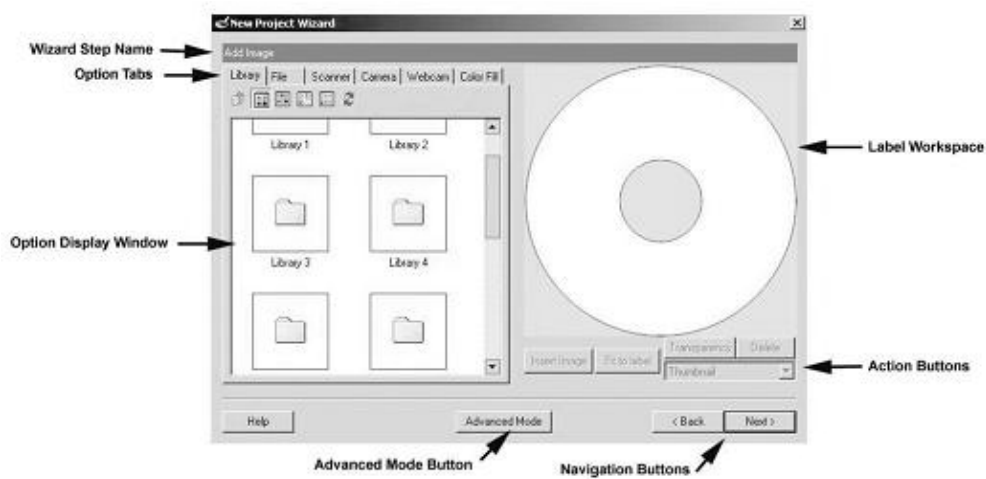 New Project Wizard
Wizard Step Name
Add Image
Option Tabs
Library File Scanner Camera Webcam Color Fill
Library 1 Library 2
Label Workspace
Option Display Window
Library 3 Library 4
Transparency Delete
Insert Image Fit to label
Thumbnail
Action Buttons
Help Advanced Mode < Back Next >
Advanced Mode Button
Navigation Buttons